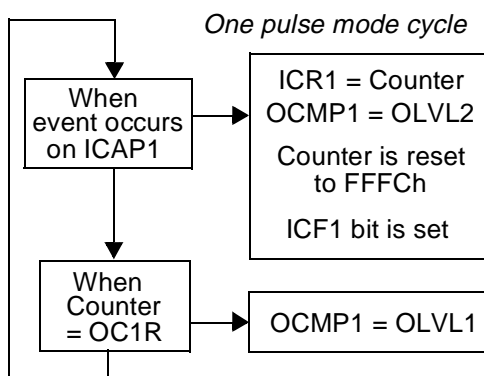 One pulse mode cycle
When
event occurs
on ICAP1
ICR1 = Counter
OCMP1 = OLVL2
Counter is reset
to FFFCh
ICF1 bit is set
When
Counter
= OC1R
OCMP1 = OLVL1